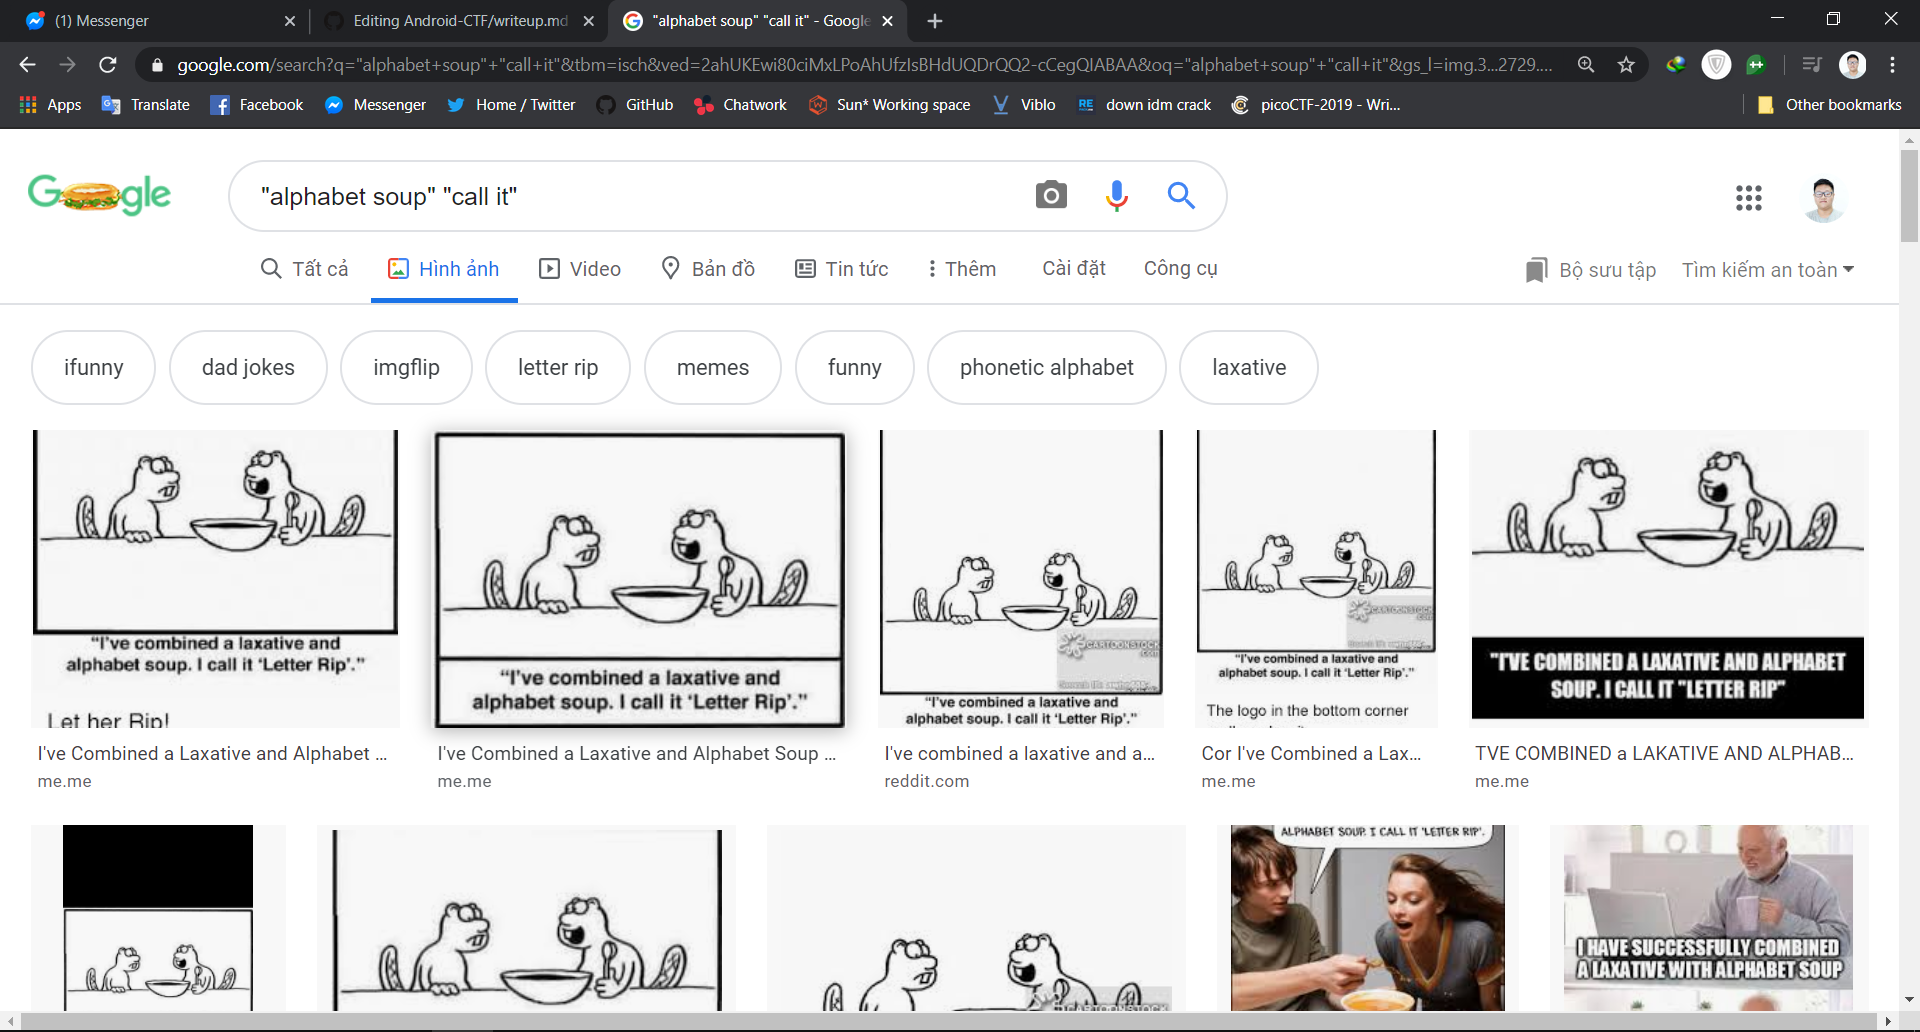 (1) Messenger
Editing Android-CTF/writeup.md
"alphabet soup" "call it" - Google
google.com/search?q="alphabet+soup"+"call+it"&tbm=isch&ved=2ahUKEwi80ciMxLPoAhUfzIsBHdUQDrQQ2-cCegQIABAA&oq="alphabet+soup"+"call+it"&gs_l=img.3...2729....
Apps
Translate
Facebook
Messenger
Home / Twitter
GitHub
Chatwork
Sun* Working space
Viblo
RE down idm crack
picoCTF-2019 - Wri...
Other bookmarks
Google
"alphabet soup" "call it"
Tất cả
Hình ảnh
Video
Bản đồ
Tin tức
Thêm
Cài đặt
Công cụ
Bộ sưu tập
Tìm kiếm an toàn
ifunny
dad jokes
imgflip
letter rip
memes
funny
phonetic alphabet
laxative
"I've combined a laxative and
alphabet soup. I call it 'Letter Rip'."
Let her Rip!
I've Combined a Laxative and Alphabet ...
me.me
"I've combined a laxative and
alphabet soup. I call it 'Letter Rip'."
I've Combined a Laxative and Alphabet Soup ...
me.me
CARTOONSTOCK
.com
"I've combined a laxative and
alphabet soup. I call it 'Letter Rip'."
I've combined a laxative and a...
reddit.com
CARTOONSTOCK
"I've combined a laxative and
alphabet soup. I call it 'Letter Rip'."
The logo in the bottom corner
Cor I've Combined a Lax...
me.me
"I'VE COMBINED A LAXATIVE AND ALPHABET
SOUP. I CALL IT "LETTER RIP"
TVE COMBINED a LAKATIVE AND ALPHAB...
me.me
CARTOONSTOCK
ALPHABET SOUP. I CALL IT 'LETTER RIP'.
I HAVE SUCCESSFULLY COMBINED
A LAXATIVE WITH ALPHABET SOUP